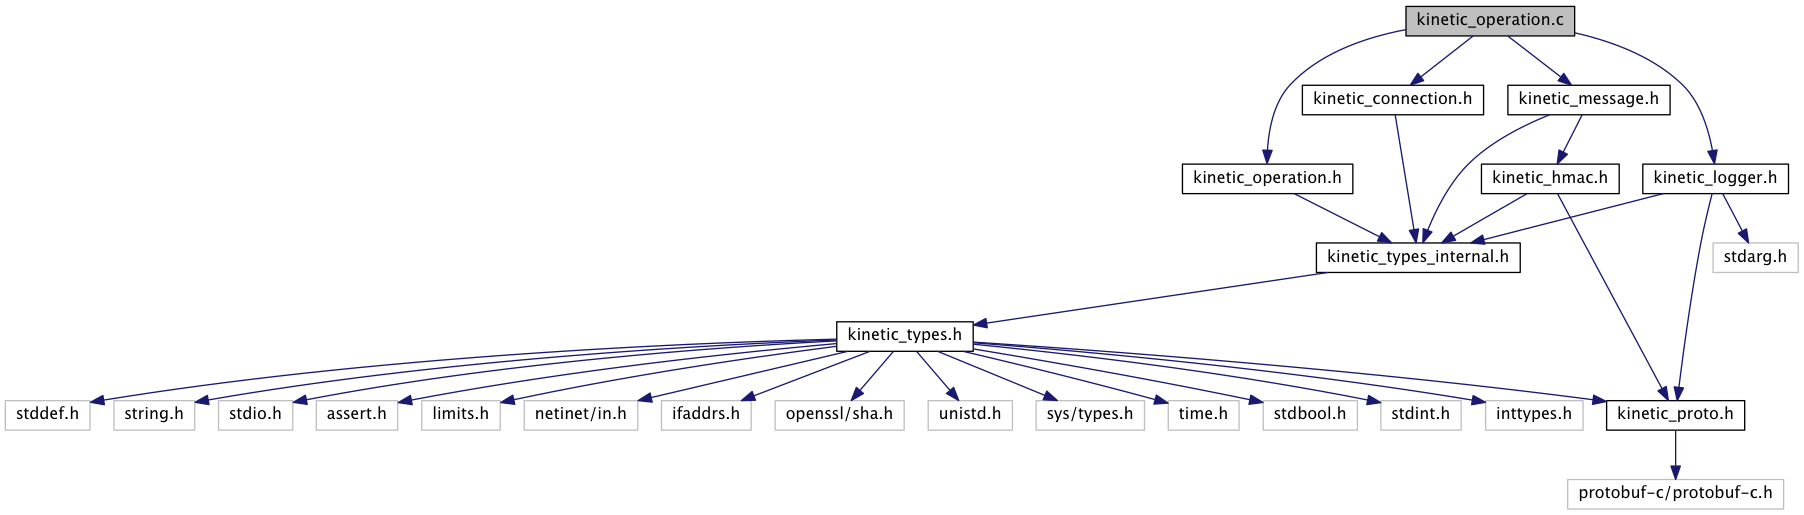 kinetic_operation.c
kinetic_connection.h
kinetic_message.h
kinetic_operation.h
kinetic_hmac.h
kinetic_logger.h
kinetic_types_internal.h
stdarg.h
kinetic_types.h
stddef.h
string.h
stdio.h
assert.h
limits.h
netinet/in.h
ifaddrs.h
openssl/sha.h
unistd.h
sys/types.h
time.h
stdbool.h
stdint.h
inttypes.h
kinetic_proto.h
protobuf-c/protobuf-c.h